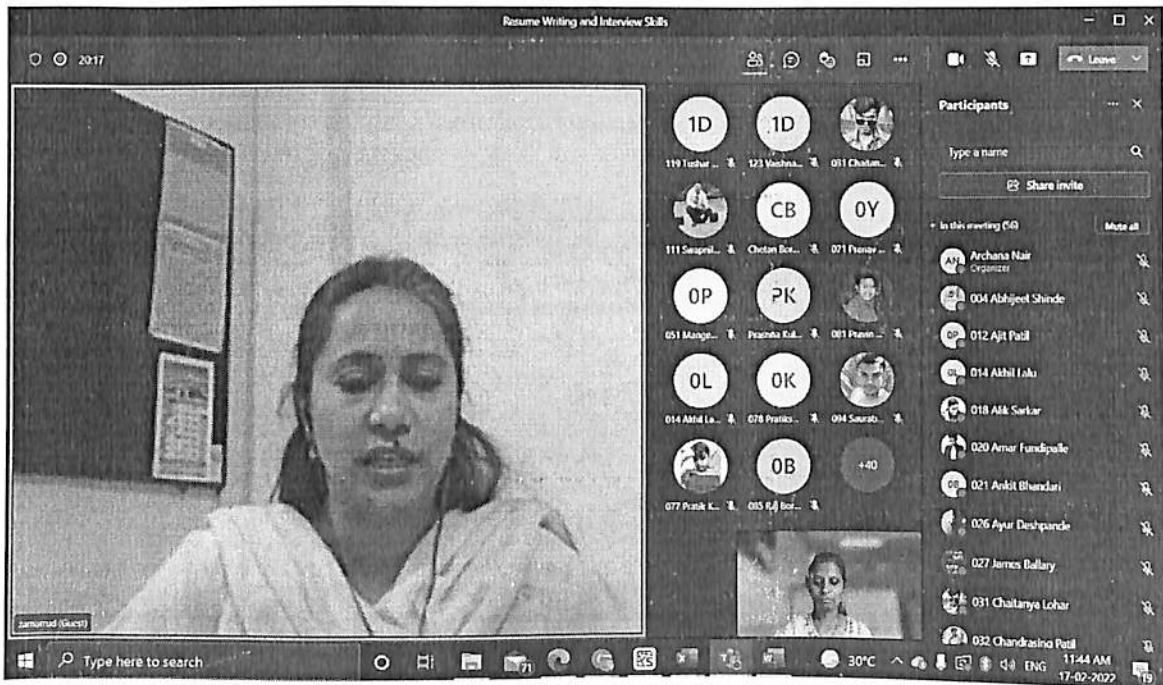 Resume Writing and Interview Skills
20:17
Leave
1D
1D
119 Tushar ...
123 Vaishna...
031 Chaitan...
CB
0Y
111 Swapnil...
Chetan Bor...
071 Pranav ...
0P
PK
051 Mange...
Prasnna Kul...
081 Pravin ...
0L
0K
014 Akhil La...
078 Pratiks...
094 Saurab...
0B
+40
077 Pratik K...
085 Raj Bor...
zamarrud (Guest)
Participants
Type a name
Share invite
In this meeting (56)
Mute all
AN
Archana Nair
Organizer
004 Abhijeet Shinde
0P
012 Ajit Patil
0L
014 Akhil Lalu
018 Alik Sarkar
020 Amar Fundipalle
0B
021 Ankit Bhandari
026 Ayur Deshpande
027 James Ballary
031 Chaitanya Lohar
032 Chandrasing Patil
Type here to search
71
30°C
ENG
11:44 AM
17-02-2022
19